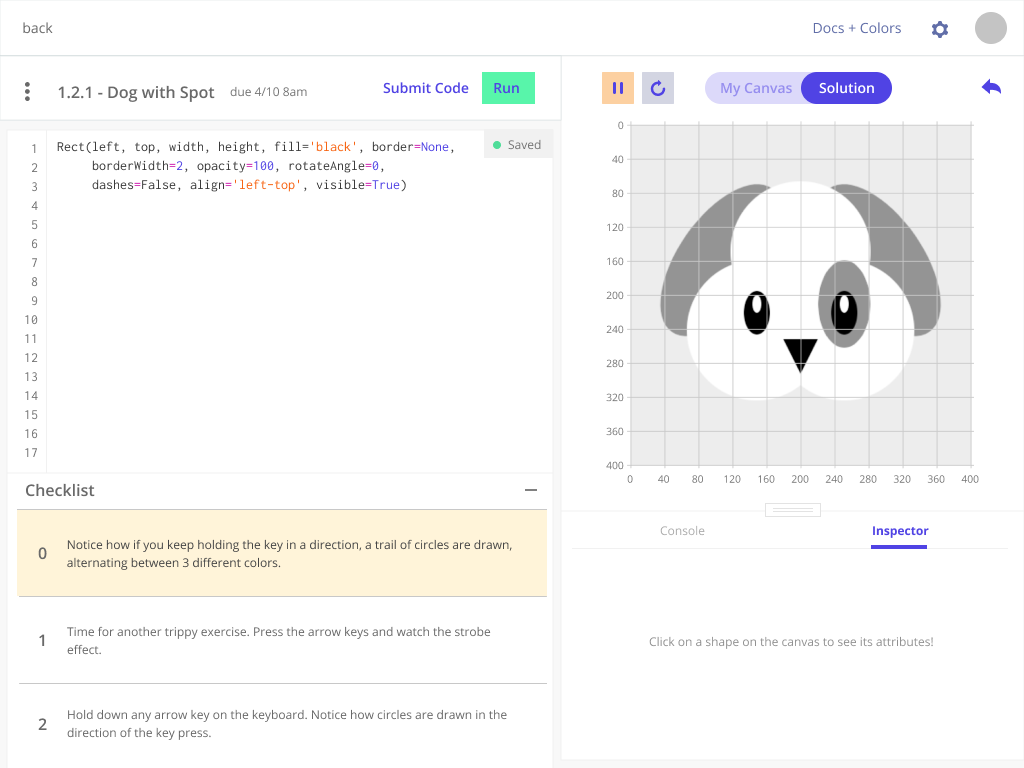 back
Docs + Colors
1.2.1 - Dog with Spot
due 4/10 8am
Submit Code
Run
My Canvas
Solution
Saved
1
2
3
4
5
6
7
8
9
10
11
12
13
14
15
16
17
Rect(left, top, width, height, fill='black', border=None,
borderWidth=2, opacity=100, rotateAngle=0,
dashes=False, align='left-top', visible=True)
0
40
80
120
160
200
240
280
320
360
400
0
40
80
120
160
200
240
280
320
360
400
Checklist
0
Notice how if you keep holding the key in a direction, a trail of circles are drawn,
alternating between 3 different colors.
1
Time for another trippy exercise. Press the arrow keys and watch the strobe
effect.
2
Hold down any arrow key on the keyboard. Notice how circles are drawn in the
direction of the key press.
Console
Inspector
Click on a shape on the canvas to see its attributes!